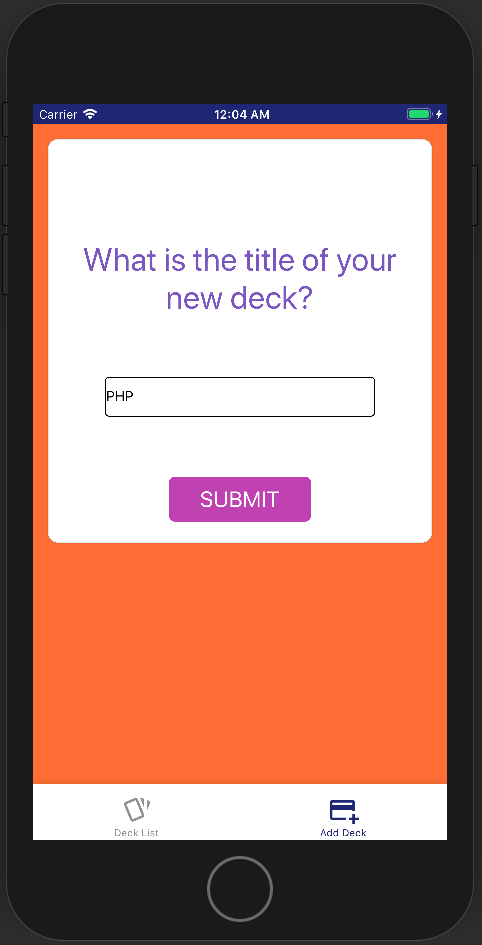 Carrier 12:04 AM
What is the title of your
new deck?
PHP
SUBMIT
Deck List Add Deck